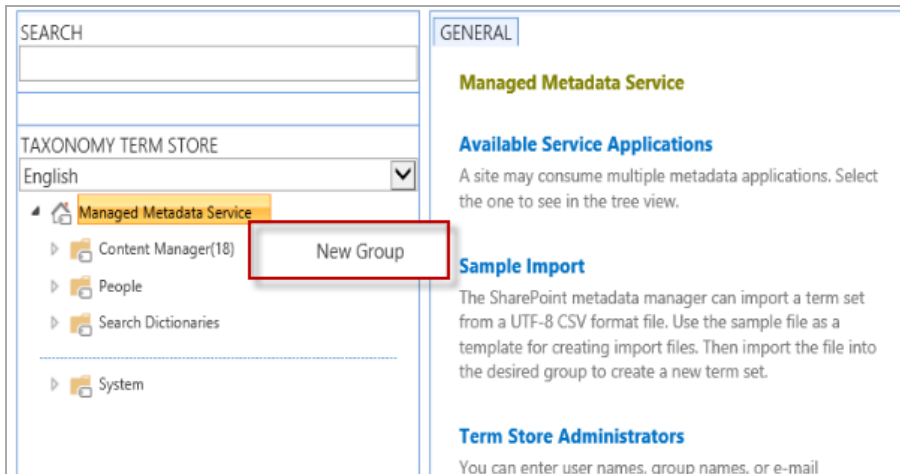 SEARCH
TAXONOMY TERM STORE
English
Managed Metadata Service
Content Manager(18)
New Group
People
Search Dictionaries
System
GENERAL
Managed Metadata Service
Available Service Applications
A site may consume multiple metadata applications. Select
the one to see in the tree view.
Sample Import
The SharePoint metadata manager can import a term set
from a UTF-8 CSV format file. Use the sample file as a
template for creating import files. Then import the file into
the desired group to create a new term set.
Term Store Administrators
You can enter user names, group names, or e-mail